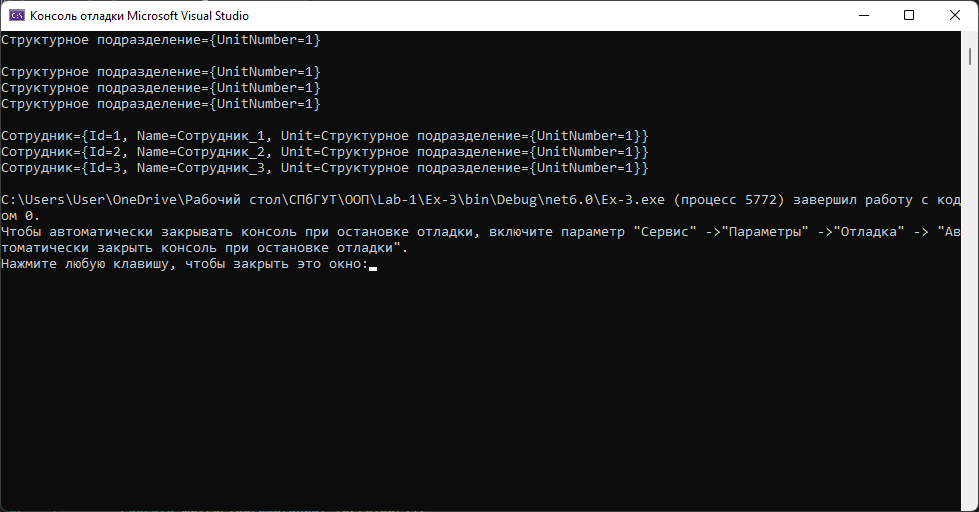 Консоль отладки Microsoft Visual Studio
Структурное подразделение={UnitNumber=1}
Структурное подразделение={UnitNumber=1}
Структурное подразделение={UnitNumber=1}
Структурное подразделение={UnitNumber=1}
Сотрудник={Id=1, Name=Сотрудник_1, Unit=Структурное подразделение={UnitNumber=1}}
Сотрудник={Id=2, Name=Сотрудник_2, Unit=Структурное подразделение={UnitNumber=1}}
Сотрудник={Id=3, Name=Сотрудник_3, Unit=Структурное подразделение={UnitNumber=1}}
C:\Users\User\OneDrive\Рабочий стол\СПбГУТ\ООП\Lab-1\Ex-3\bin\Debug\net6.0\Ex-3.exe (процесс 5772) завершил работу с код
ом 0.
Чтобы автоматически закрывать консоль при остановке отладки, включите параметр "Сервис" ->"Параметры" ->"Отладка" -> "Ав
томатически закрыть консоль при остановке отладки".
Нажмите любую клавишу, чтобы закрыть это окно: